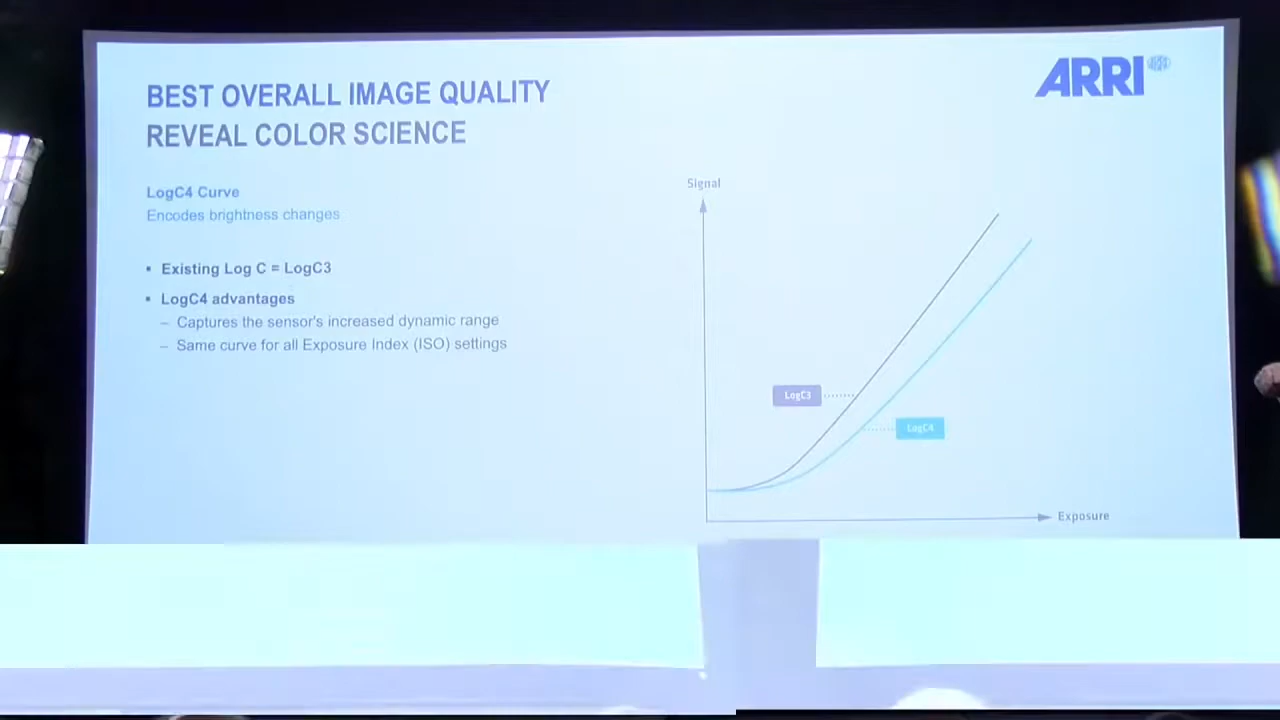 BEST OVERALL IMAGE QUALITY
REVEAL COLOR SCIENCE
ARRI
LogC4 Curve
Encodes brightness changes
▪ Existing Log C = LogC3
▪ LogC4 advantages
– Captures the sensor's increased dynamic range
– Same curve for all Exposure Index (ISO) settings
Signal
LogC3
LogC4
Exposure